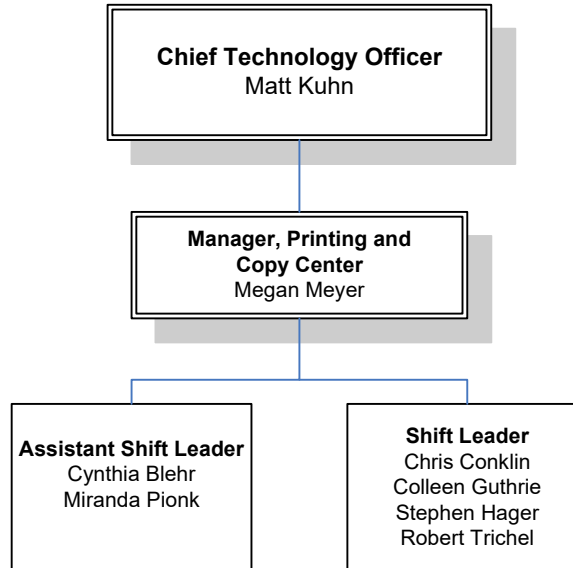 Chief Technology Officer
Matt Kuhn
Manager, Printing and
Copy Center
Megan Meyer
Assistant Shift Leader
Cynthia Blehr
Miranda Pionk
Shift Leader
Chris Conklin
Colleen Guthrie
Stephen Hager
Robert Trichel